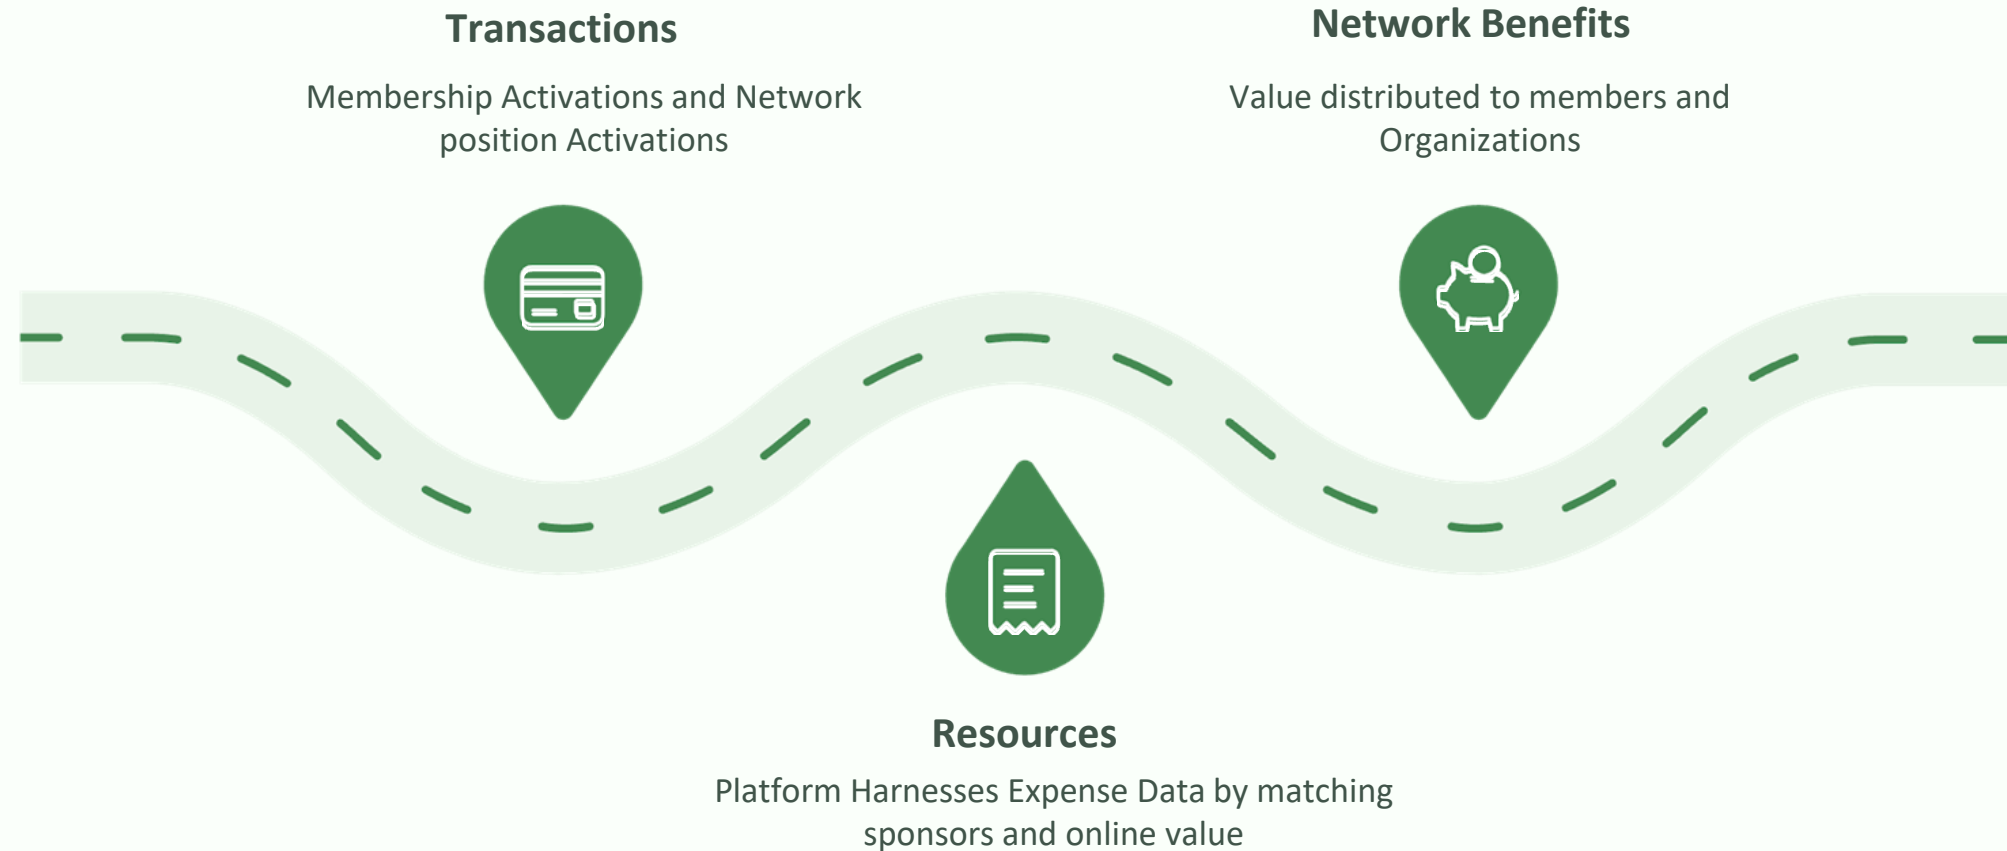 Transactions
Membership Activations and Network
position Activations
Network Benefits
Value distributed to members and
Organizations
Resources
Platform Harnesses Expense Data by matching
sponsors and online value